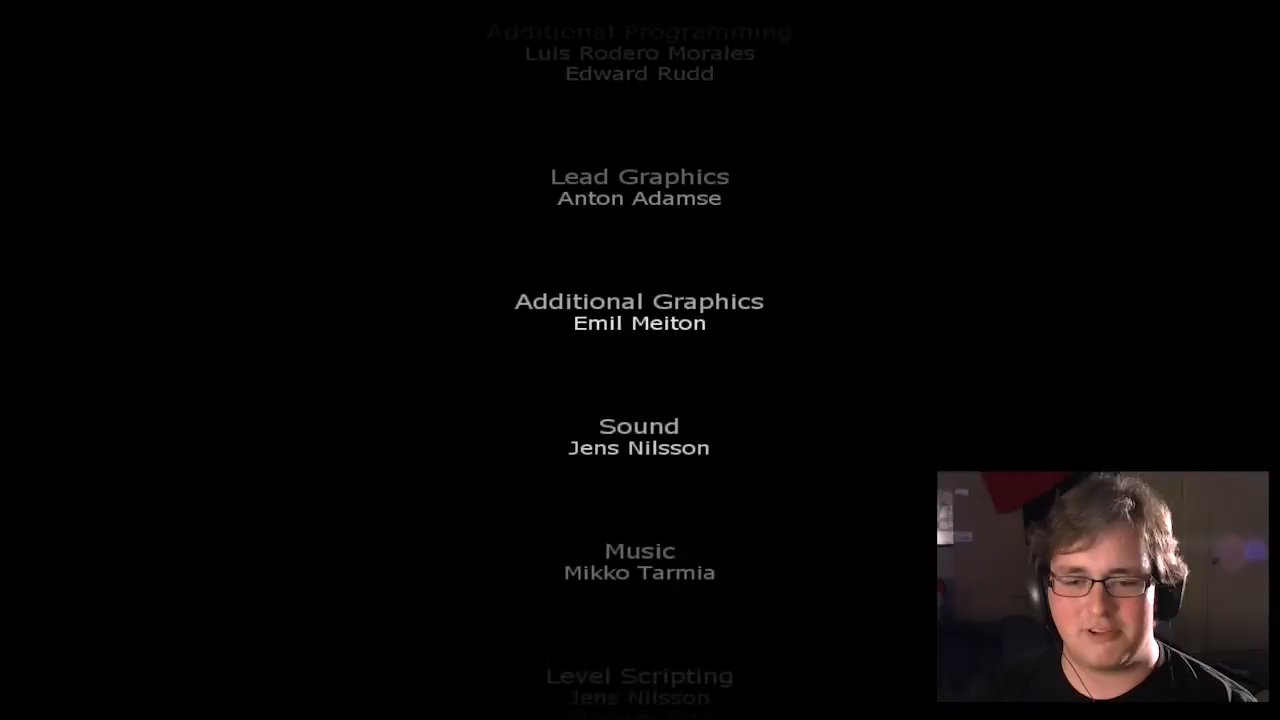 Additional Programming
Luis Rodero Morales
Edward Rudd
Lead Graphics
Anton Adamse
Additional Graphics
Emil Meiton
Sound
Jens Nilsson
Music
Mikko Tarmia
Level Scripting
Jens Nilsson